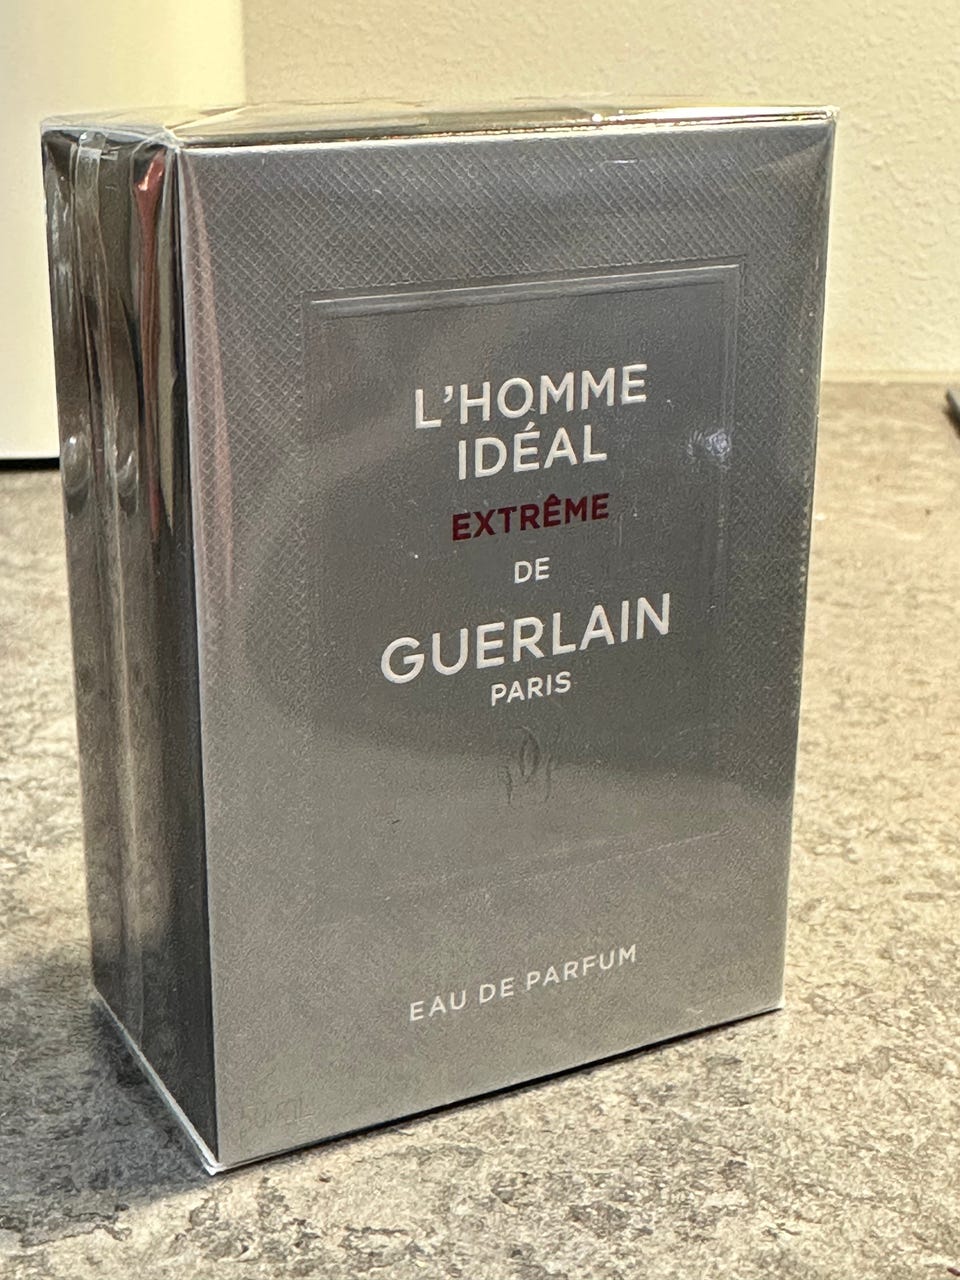 L'HOMME
IDÉAL
EXTRÊME
DE
GUERLAIN
PARIS
EAU DE PARFUM